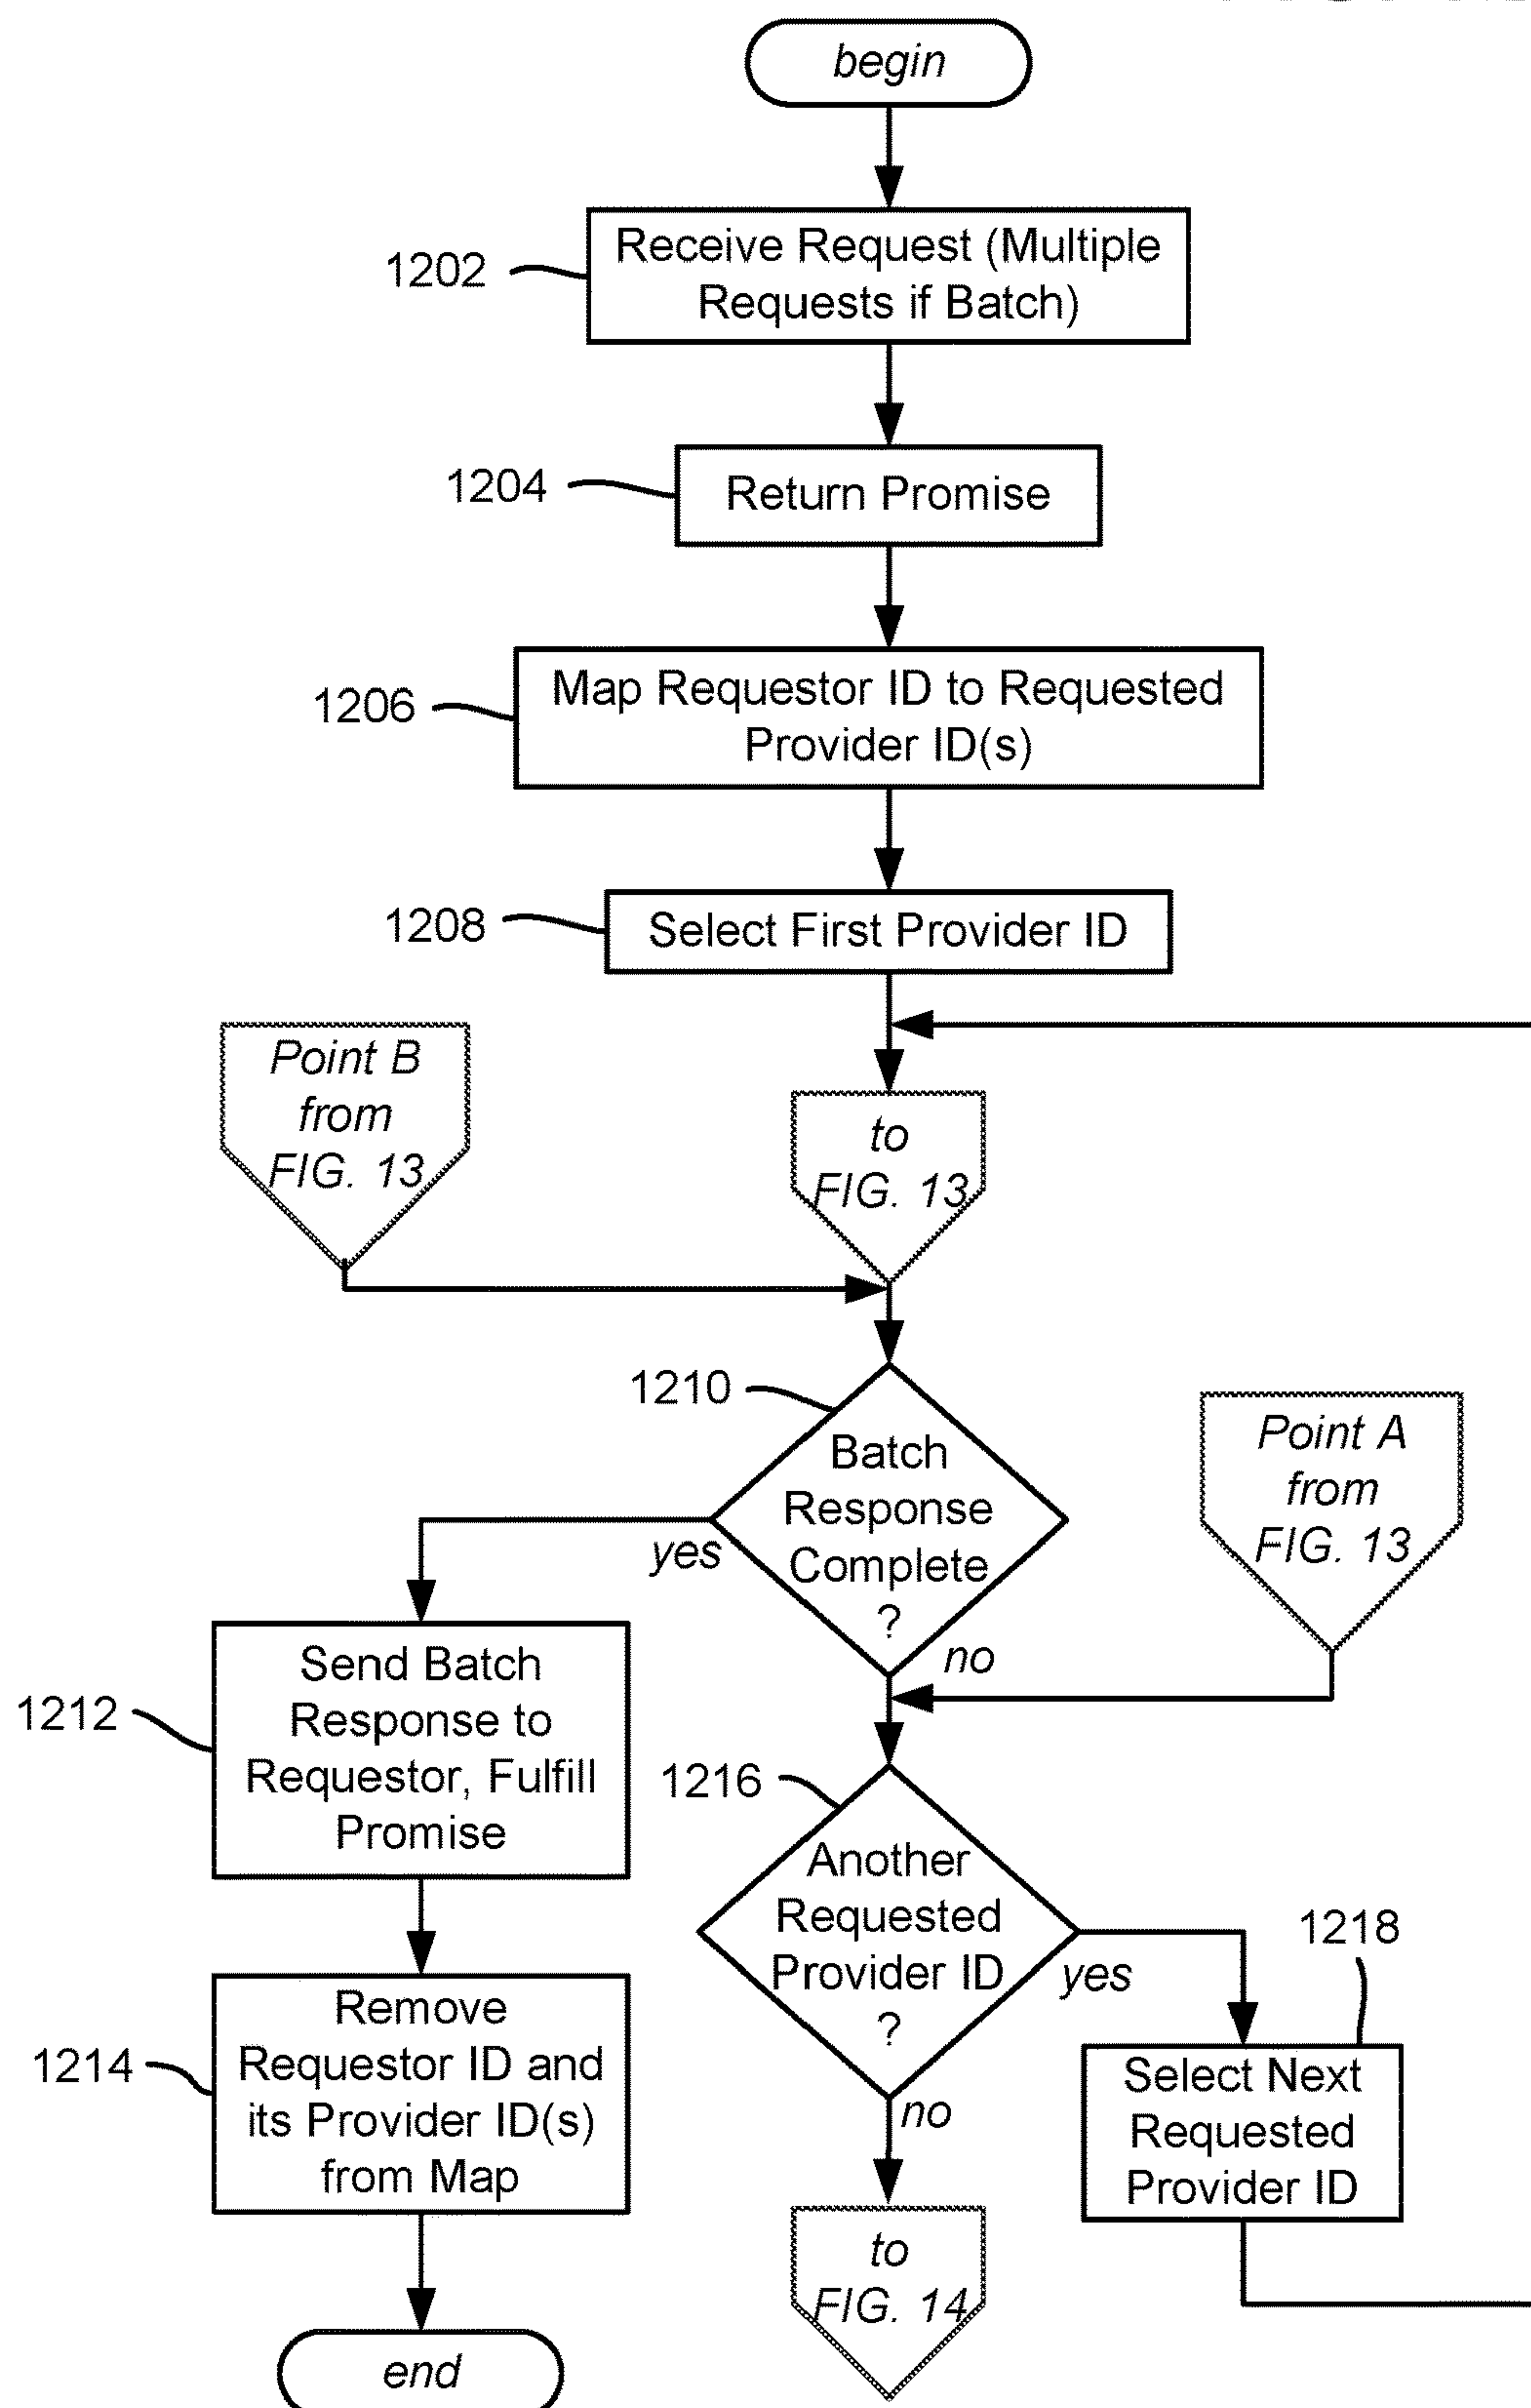 begin
1202
Receive Request (Multiple
Requests if Batch)
1204
Return Promise
1206
Map Requestor ID to Requested
Provider ID(s)
1208
Select First Provider ID
Point B
from
FIG. 13
to
FIG. 13
1210
Batch
Response
Complete
?
yes
no
Point A
from
FIG. 13
1212
Send Batch
Response to
Requestor, Fulfill
Promise
1216
Another
Requested
Provider ID
?
yes
no
1218
Select Next
Requested
Provider ID
1214
Remove
Requestor ID and
its Provider ID(s)
from Map
to
FIG. 14
end